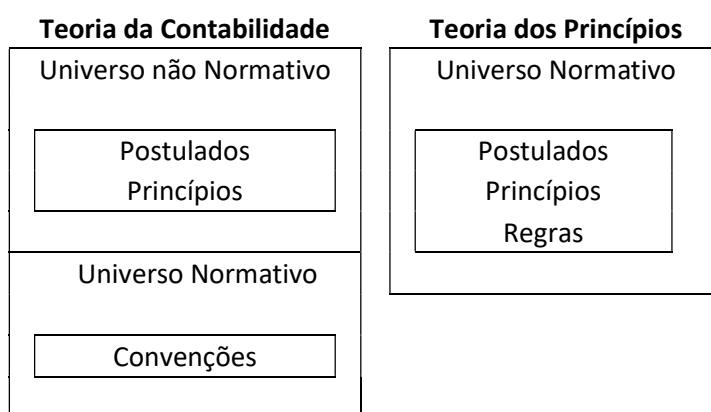 Teoria da Contabilidade
Universo não Normativo
Postulados
Princípios
Universo Normativo
Convenções
Teoria dos Princípios
Universo Normativo
Postulados
Princípios
Regras